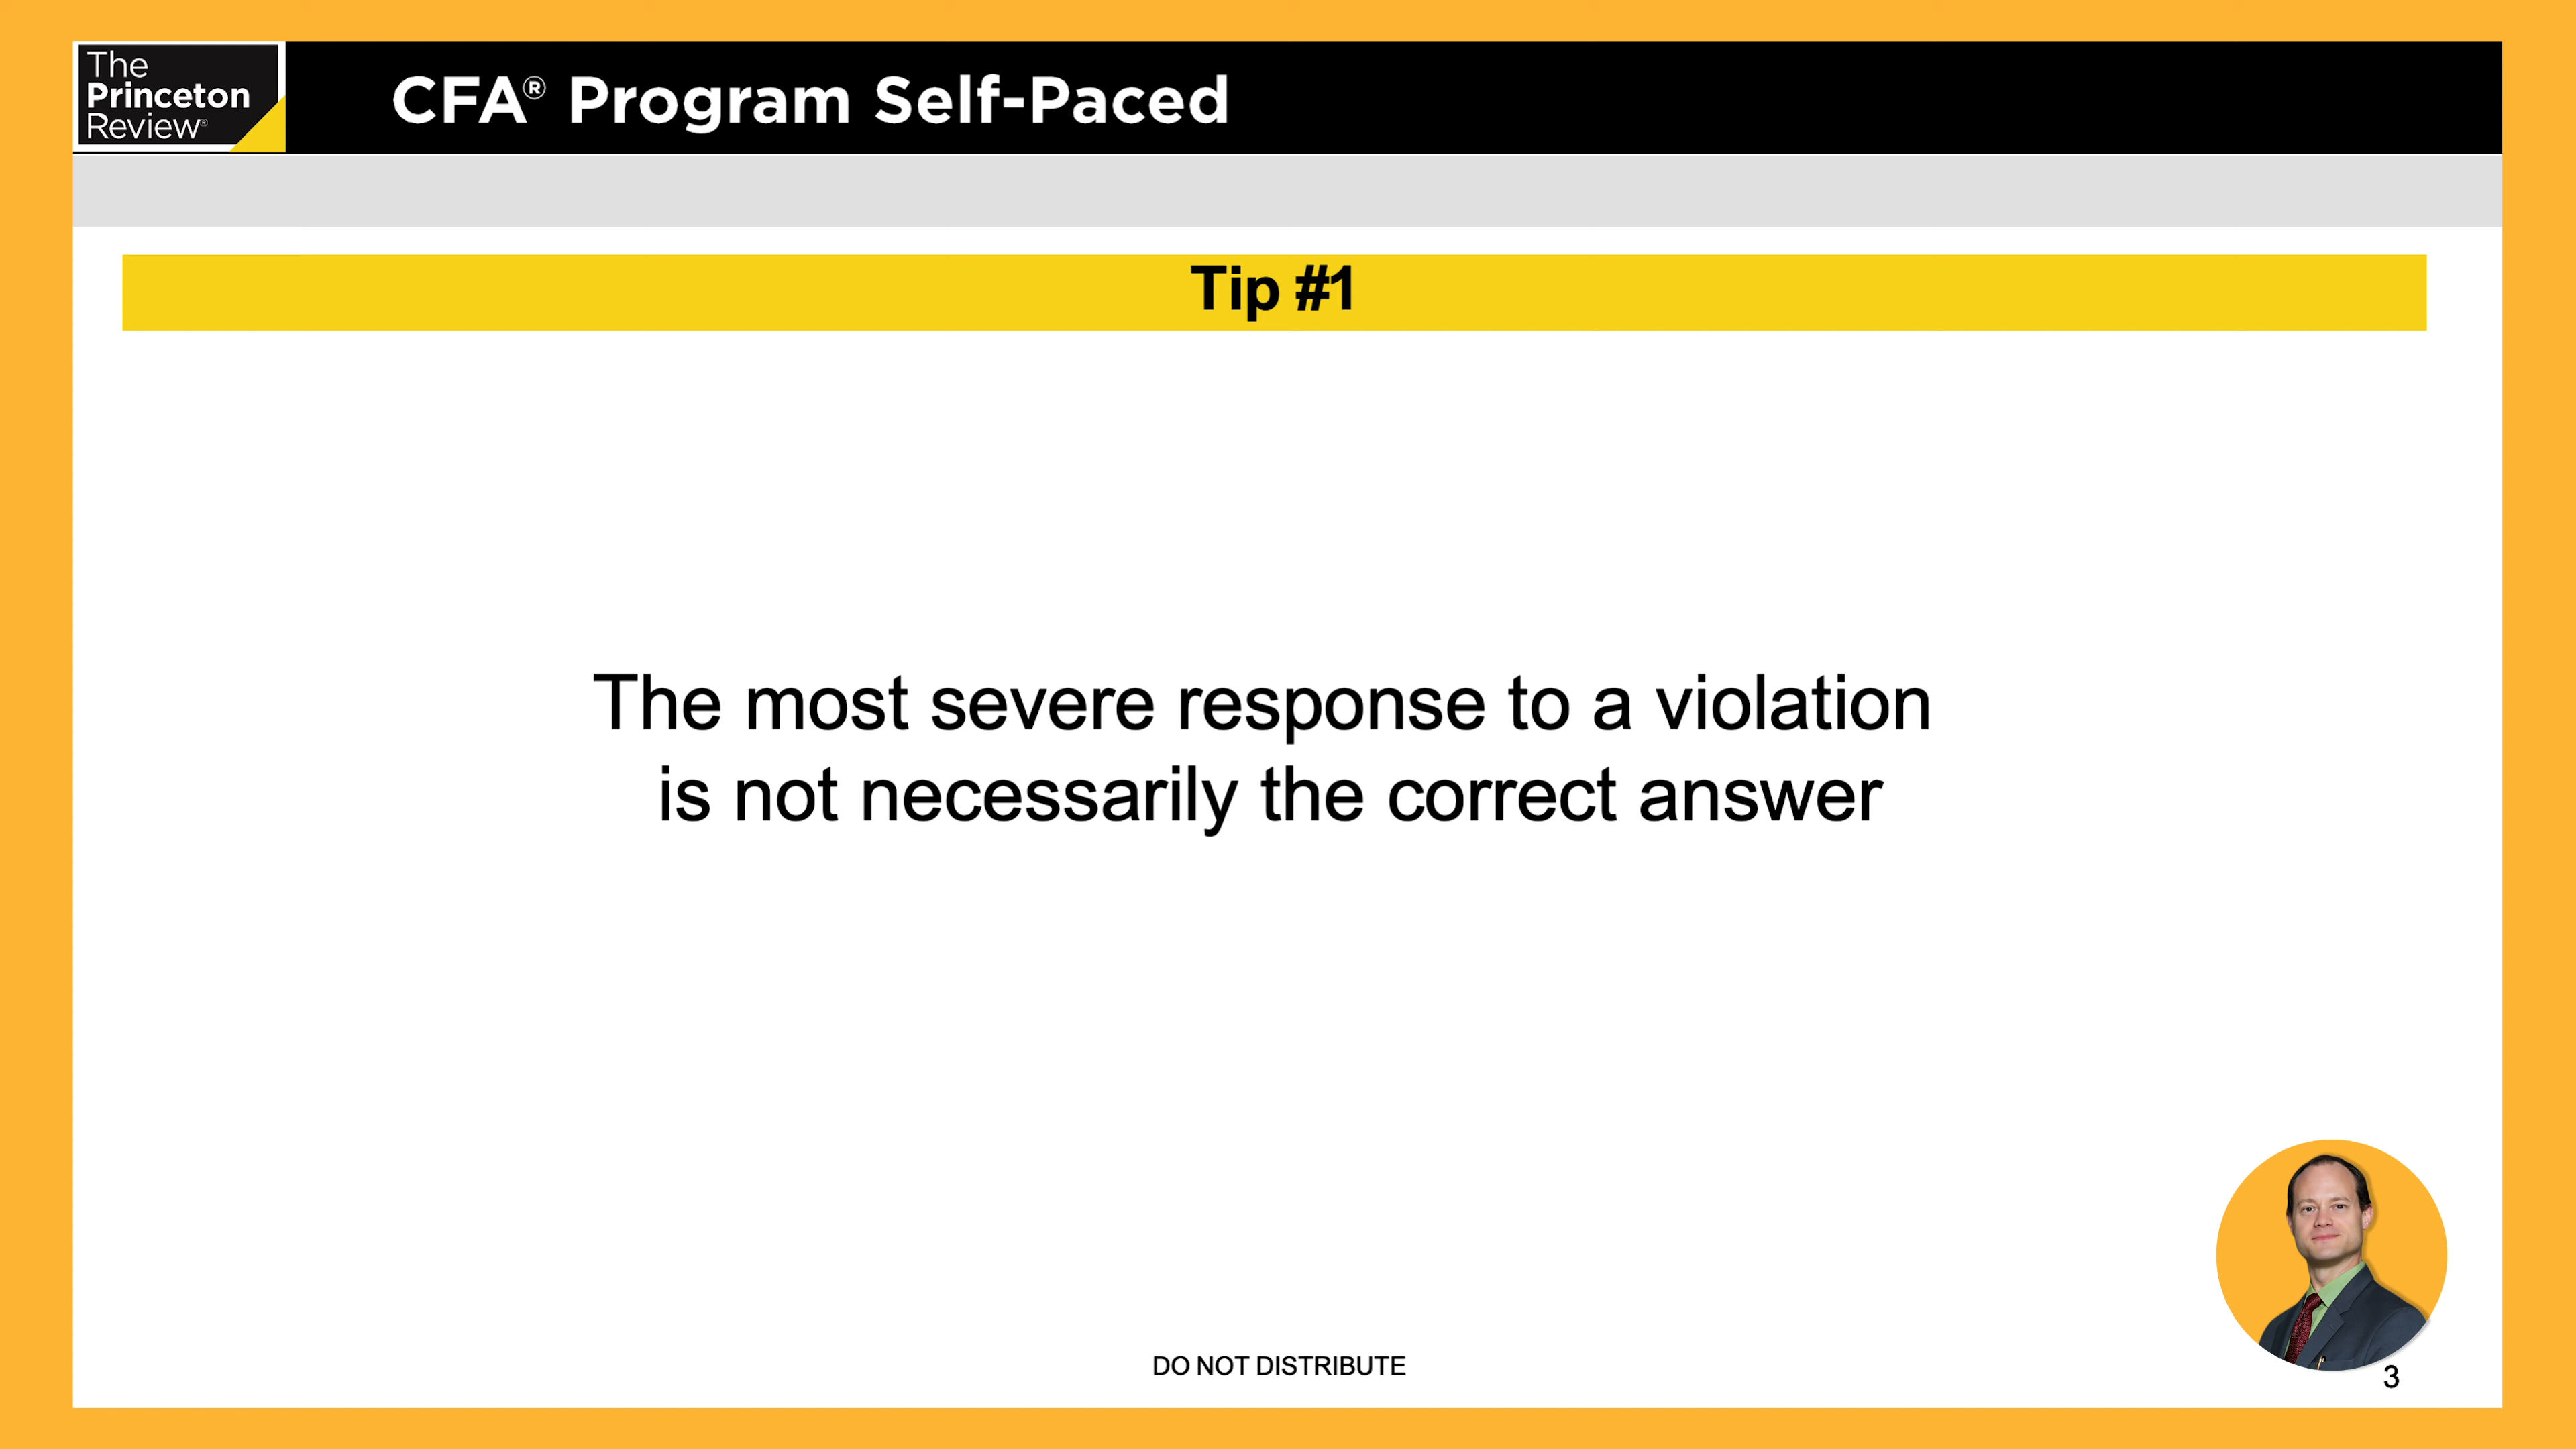 The
Princeton
Review®
CFA® Program Self-Paced
Tip #1
The most severe response to a violation
is not necessarily the correct answer
DO NOT DISTRIBUTE
3